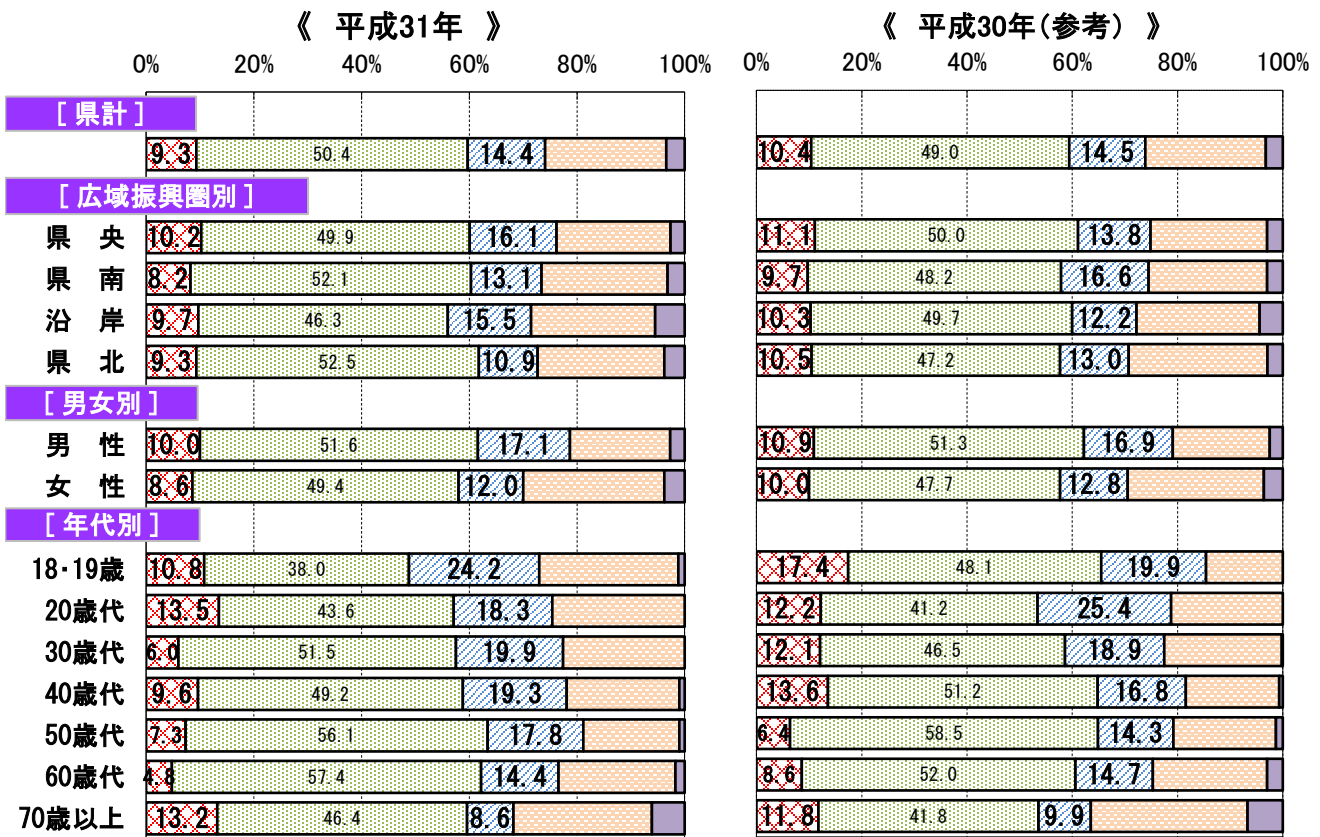 《 平成31年 》 《 平成30年(参考) 》
0% 20% 40% 60% 80% 100% 0% 20% 40% 60% 80% 100%
[ 県計 ]
9.3 50.4 14.4 10.4 49.0 14.5
[ 広域振興圏別 ]
県 央 10.2 49.9 16.1 11.1 50.0 13.8
県 南 8.2 52.1 13.1 9.7 48.2 16.6
沿 岸 9.7 46.3 15.5 10.3 49.7 12.2
県 北 9.3 52.5 10.9 10.5 47.2 13.0
[ 男女別 ]
男 性 10.0 51.6 17.1 10.9 51.3 16.9
女 性 8.6 49.4 12.0 10.0 47.7 12.8
[ 年代別 ]
18・19歳 10.8 38.0 24.2 17.4 48.1 19.9
20歳代 13.5 43.6 18.3 12.2 41.2 25.4
30歳代 6.0 51.5 19.9 12.1 46.5 18.9
40歳代 9.6 49.2 19.3 13.6 51.2 16.8
50歳代 7.3 56.1 17.8 6.4 58.5 14.3
60歳代 4.8 57.4 14.4 8.6 52.0 14.7
70歳以上 13.2 46.4 8.6 11.8 41.8 9.9